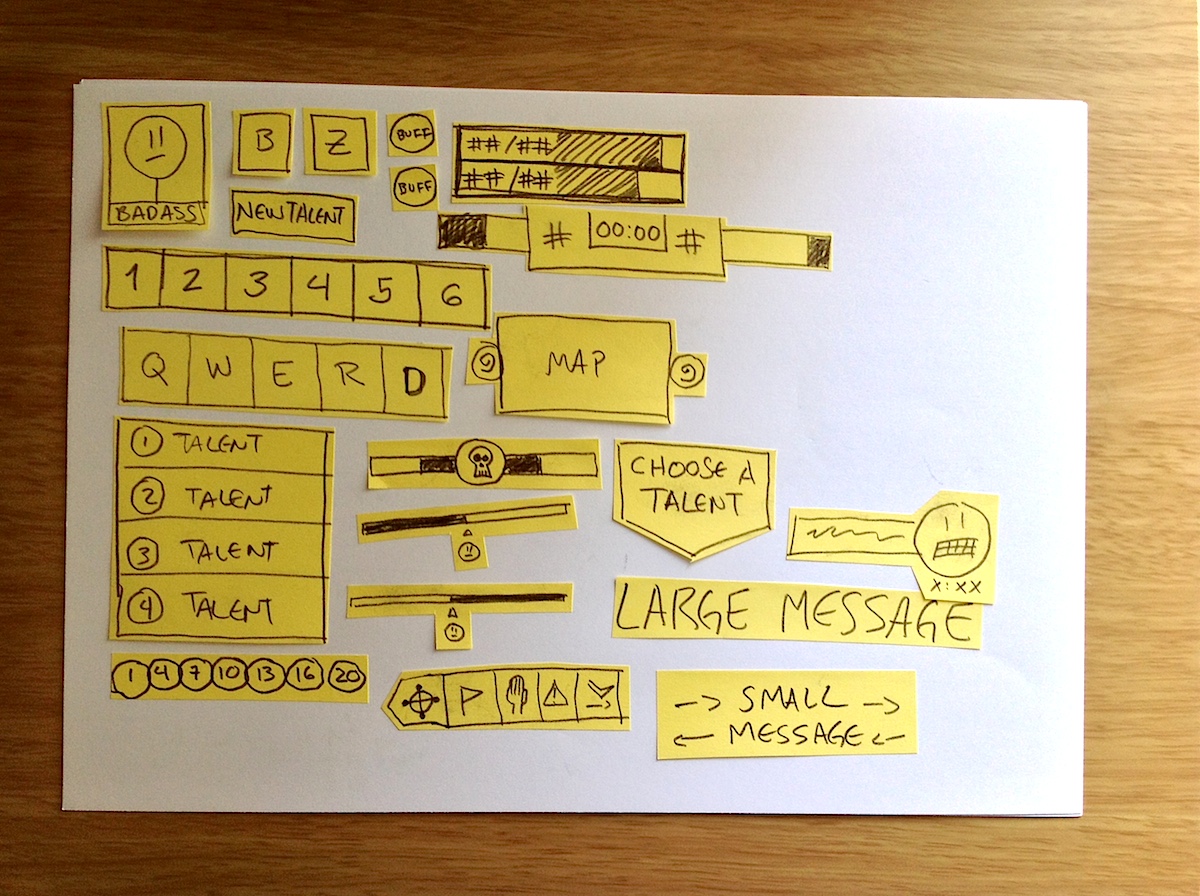 BADASS
B
Z
BUFF
BUFF
NEW TALENT
##/##
##/##
# 00:00 #
1 2 3 4 5 6
Q W E R D
MAP
1 TALENT
2 TALENT
3 TALENT
4 TALENT
1 4 7 10 13 16 20
CHOOSE A
TALENT
X:XX
LARGE MESSAGE
SMALL
MESSAGE